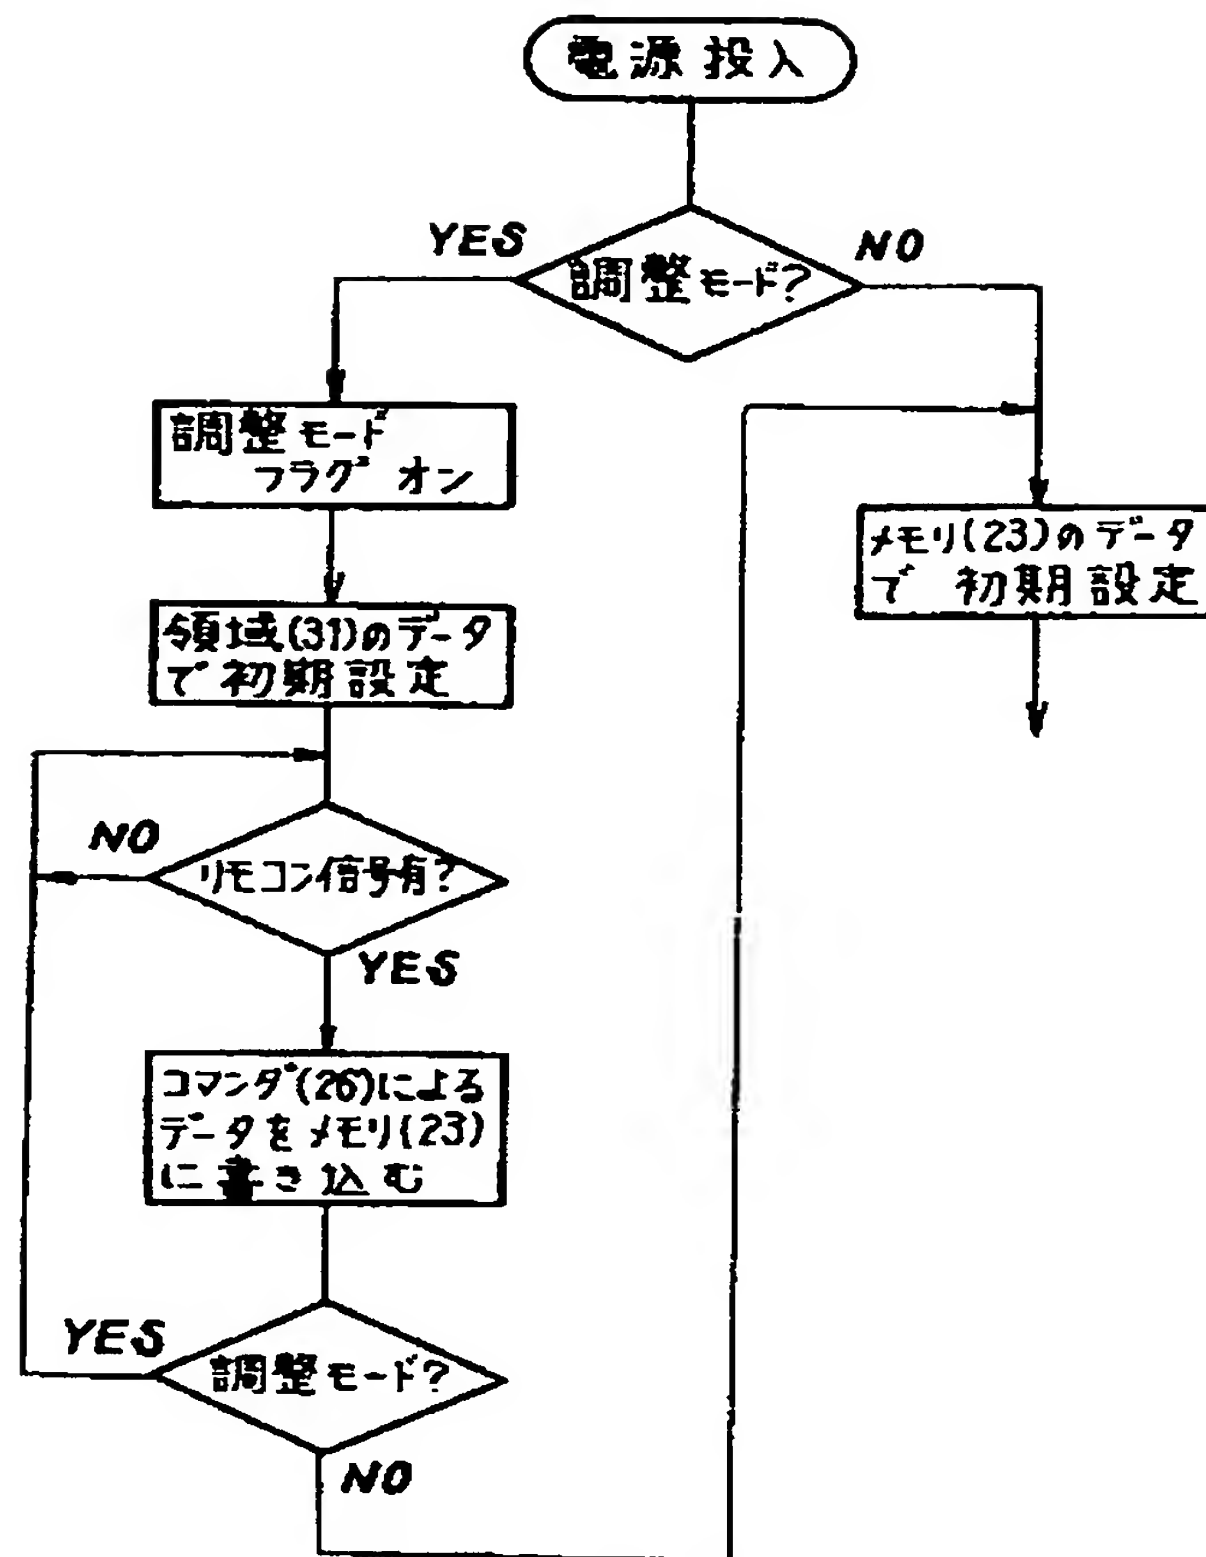 電源投入
YES
NO
調整モード?
調整モード
フラグ オン
メモリ(23)のデータ
で 初期設定
領域(31)のデータ
で初期設定
NO
リモコン信号有?
YES
コマンダ(26)による
データをメモリ(23)
に書き込む
YES
調整モード?
NO